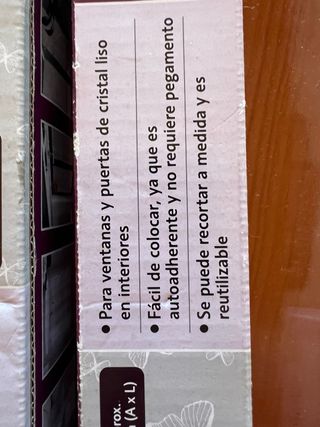 • Para ventanas y puertas de cristal liso
en interiores
• Fácil de colocar, ya que es
autoadherente y no requiere pegamento
• Se puede recortar a medida y es
reutilizable
(A x L)